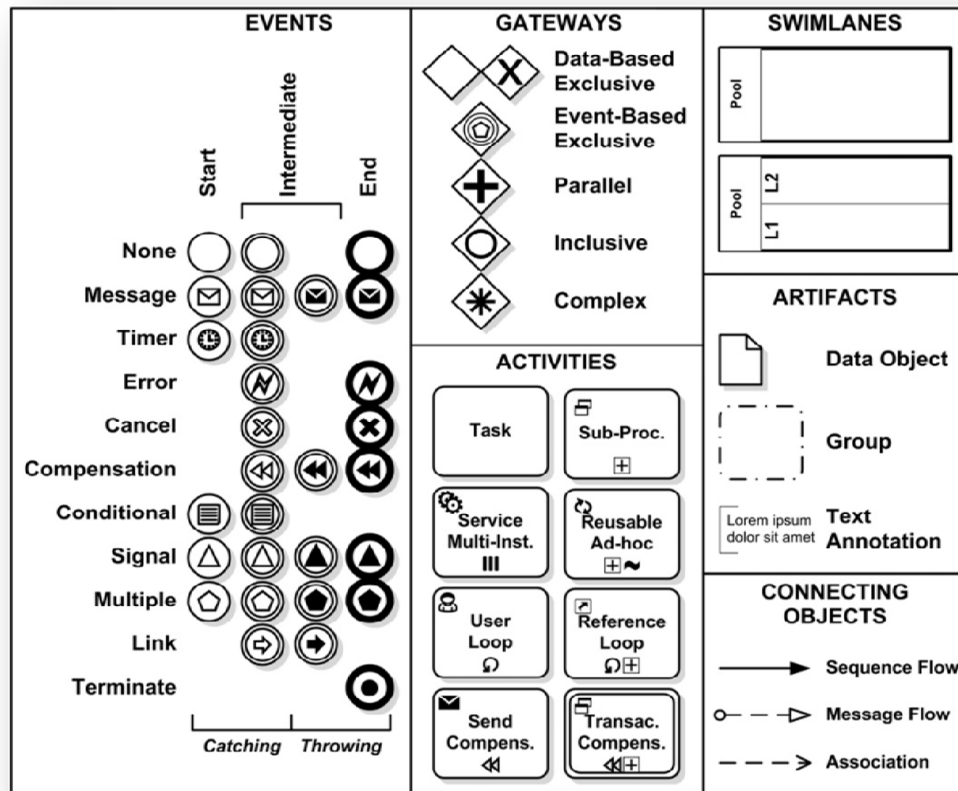 EVENTS
Start
Intermediate
End
None
Message
Timer
Error
Cancel
Compensation
Conditional
Signal
Multiple
Link
Terminate
Catching
Throwing
GATEWAYS
Data-Based
Exclusive
Event-Based
Exclusive
Parallel
Inclusive
Complex
ACTIVITIES
Task
Sub-Proc.
Service
Multi-Inst.
Reusable
Ad-hoc
User
Loop
Reference
Loop
Send
Compens.
Transac.
Compens.
SWIMLANES
Pool
Pool
L2
L1
ARTIFACTS
Data Object
Group
Lorem ipsum
dolor sit amet
Text
Annotation
CONNECTING
OBJECTS
Sequence Flow
Message Flow
Association